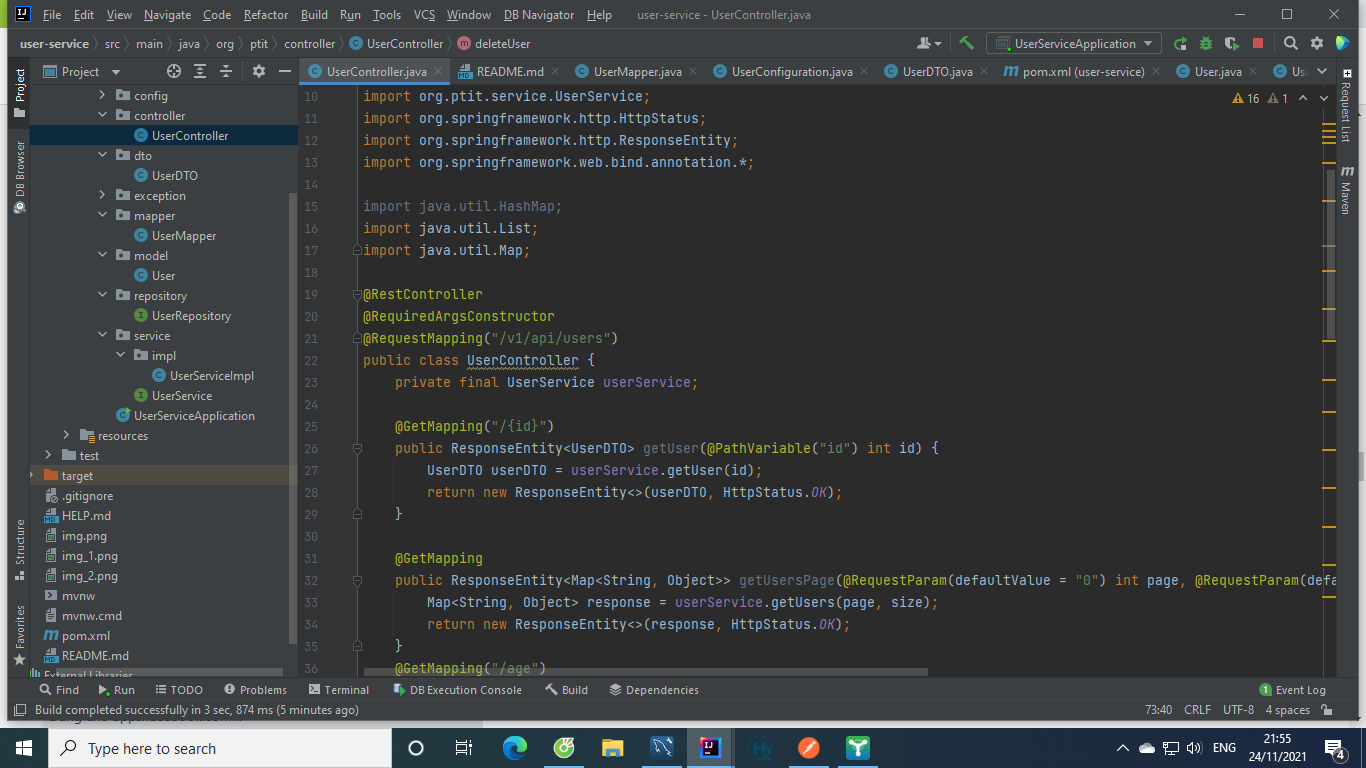 File Edit View Navigate Code Refactor Build Run Tools VCS Window DB Navigator Help user-service - UserController.java
user-service src main java org ptit controller UserController deleteUser UserServiceApplication
Project
UserController.java README.md UserMapper.java UserConfiguration.java UserDTO.java pom.xml (user-service) User.java Us
Project
DB Browser
Structure
Favorites
config
controller
UserController
dto
UserDTO
exception
mapper
UserMapper
model
User
repository
UserRepository
service
impl
UserServiceImpl
UserService
UserServiceApplication
resources
test
target
.gitignore
HELP.md
img.png
img_1.png
img_2.png
mvnw
mvnw.cmd
pom.xml
README.md
External Libraries
16 1
10 import org.ptit.service.UserService;
11 import org.springframework.http.HttpStatus;
12 import org.springframework.http.ResponseEntity;
13 import org.springframework.web.bind.annotation.*;
14
15 import java.util.HashMap;
16 import java.util.List;
17 import java.util.Map;
18
19 @RestController
20 @RequiredArgsConstructor
21 @RequestMapping("/v1/api/users")
22 public class UserController {
23 private final UserService userService;
24
25 @GetMapping("/{id}")
26 public ResponseEntity<UserDTO> getUser(@PathVariable("id") int id) {
27 UserDTO userDTO = userService.getUser(id);
28 return new ResponseEntity<>(userDTO, HttpStatus.OK);
29 }
30
31 @GetMapping
32 public ResponseEntity<Map<String, Object>> getUsersPage(@RequestParam(defaultValue = "0") int page, @RequestParam(defa
33 Map<String, Object> response = userService.getUsers(page, size);
34 return new ResponseEntity<>(response, HttpStatus.OK);
35 }
36 @GetMapping("/age")
Request List
Maven
Find Run TODO Problems Terminal DB Execution Console Build Dependencies 1 Event Log
Build completed successfully in 3 sec, 874 ms (5 minutes ago) 73:40 CRLF UTF-8 4 spaces
Type here to search
ENG
21:55
24/11/2021
4